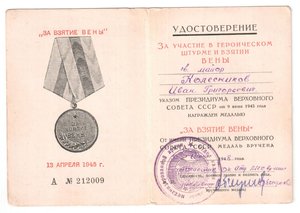 „ЗА ВЗЯТИЕ ВЕНЫ"
13 АПРЕЛЯ 1945 г.
А № 212009
УДОСТОВЕРЕНИЕ
ЗА УЧАСТИЕ В ГЕРОИЧЕСКОМ
ШТУРМЕ И ВЗЯТИИ
ВЕНЫ
гв. майор
Колесников
Иван Григорьевич
УКАЗОМ ПРЕЗИДИУМА ВЕРХОВНОГО
СОВЕТА СССР от 9 июня 1945 года
НАГРАЖДЕН МЕДАЛЬЮ
„ЗА ВЗЯТИЕ ВЕНЫ"
ОТ ИМЕНИ ПРЕЗИДИУМА ВЕРХОВНОГО
СОВЕТА СССР МЕДАЛЬ ВРУЧЕНА